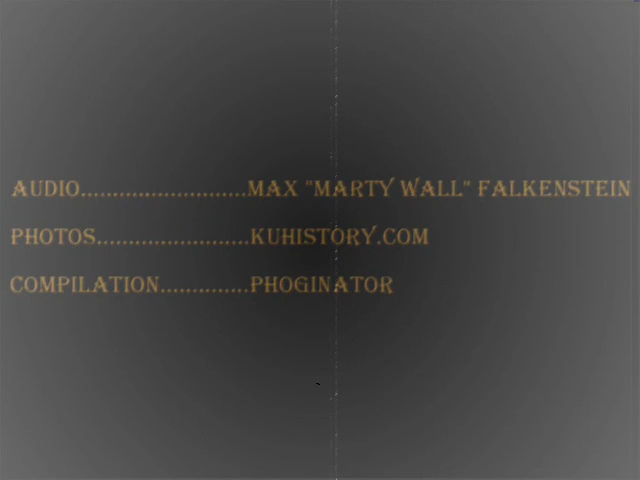 AUDIO..........................MAX "MARTY WALL" FALKENSTEIN
PHOTOS........................KUHISTORY.COM
COMPILATION..............PHOGINATOR